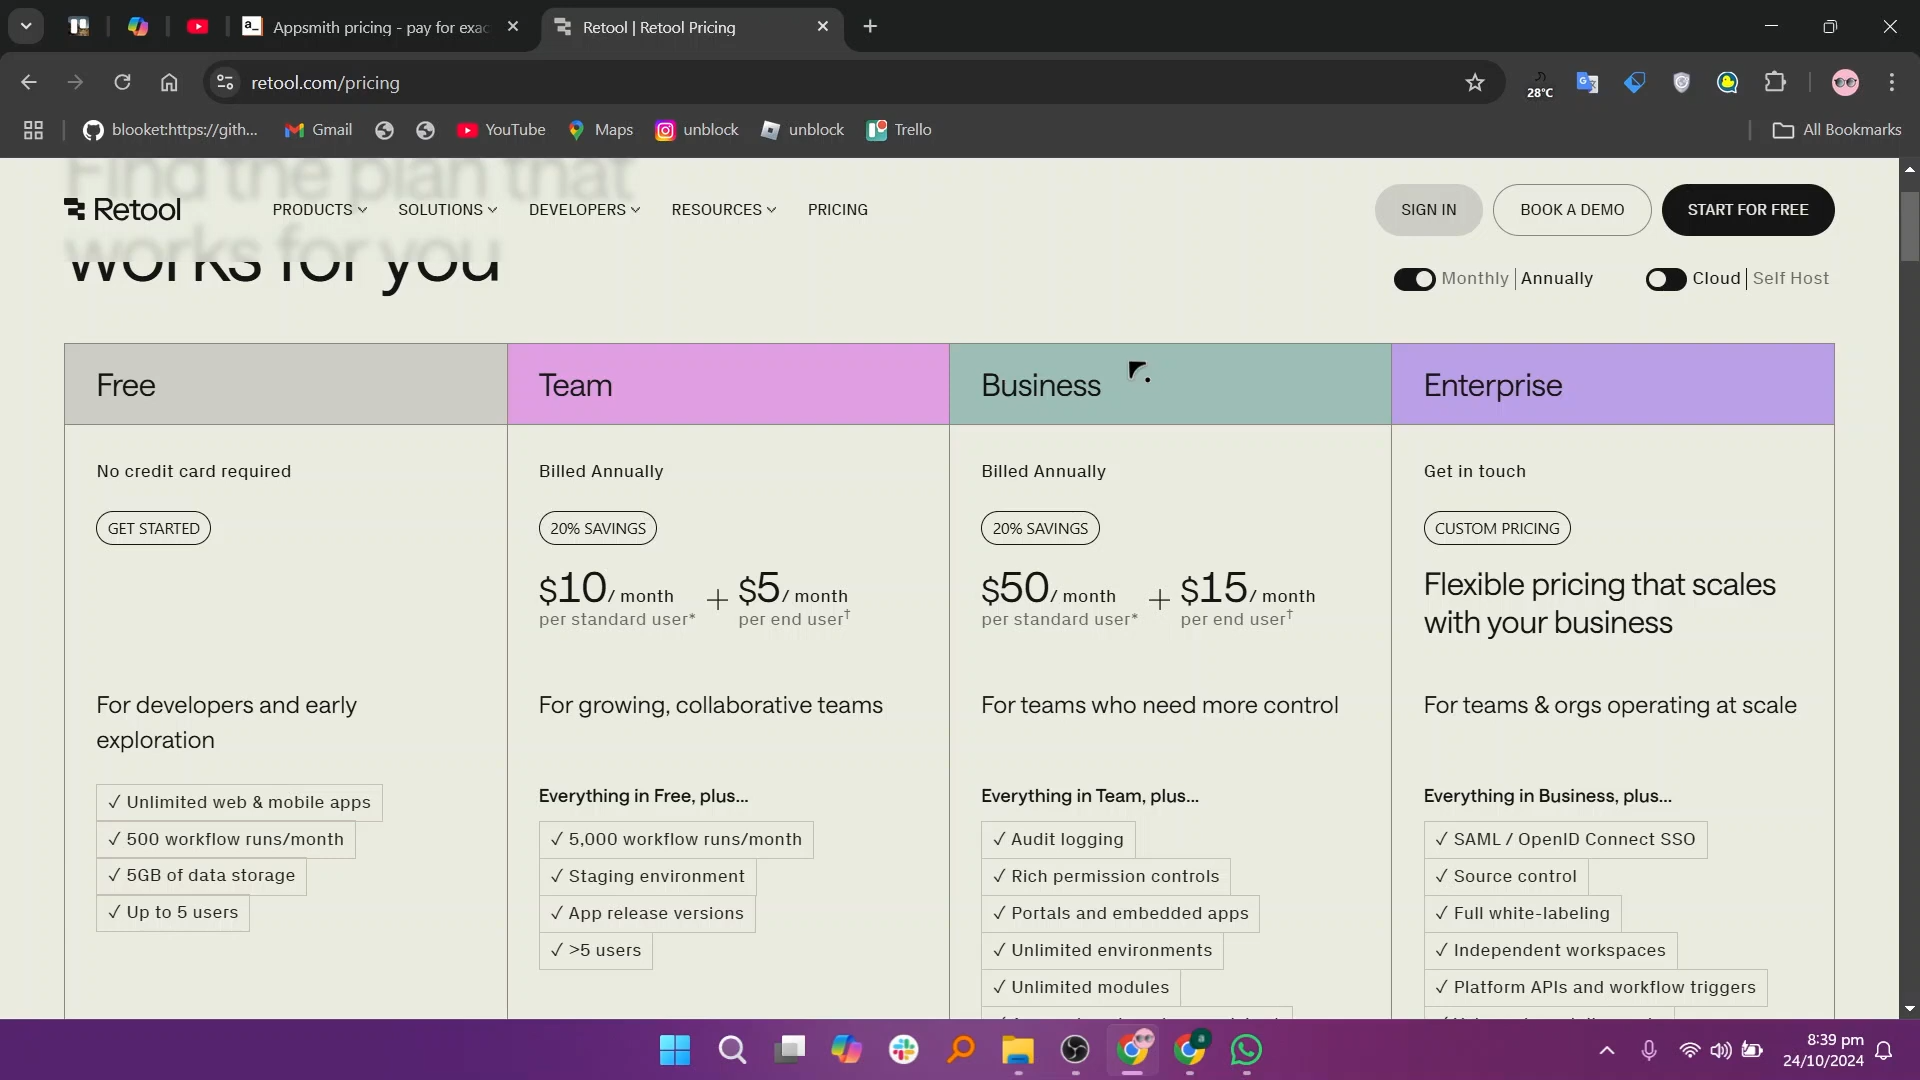 Appsmith pricing - pay for exac
Retool | Retool Pricing
retool.com/pricing
28°C
blooket:https://gith...
Gmail
YouTube
Maps
unblock
unblock
Trello
All Bookmarks
Find the plan that
works for you
Retool
PRODUCTS
SOLUTIONS
DEVELOPERS
RESOURCES
PRICING
SIGN IN
BOOK A DEMO
START FOR FREE
Monthly | Annually
Cloud | Self Host
Free
Team
Business
Enterprise
No credit card required
Billed Annually
Billed Annually
Get in touch
GET STARTED
20% SAVINGS
20% SAVINGS
CUSTOM PRICING
$10/ month + $5/ month
per standard user* per end user†
$50/ month + $15/ month
per standard user* per end user†
Flexible pricing that scales
with your business
For developers and early
exploration
For growing, collaborative teams
For teams who need more control
For teams & orgs operating at scale
✓ Unlimited web & mobile apps
✓ 500 workflow runs/month
✓ 5GB of data storage
✓ Up to 5 users
Everything in Free, plus...
✓ 5,000 workflow runs/month
✓ Staging environment
✓ App release versions
✓ >5 users
Everything in Team, plus...
✓ Audit logging
✓ Rich permission controls
✓ Portals and embedded apps
✓ Unlimited environments
✓ Unlimited modules
Everything in Business, plus...
✓ SAML / OpenID Connect SSO
✓ Source control
✓ Full white-labeling
✓ Independent workspaces
✓ Platform APIs and workflow triggers
8:39 pm
24/10/2024